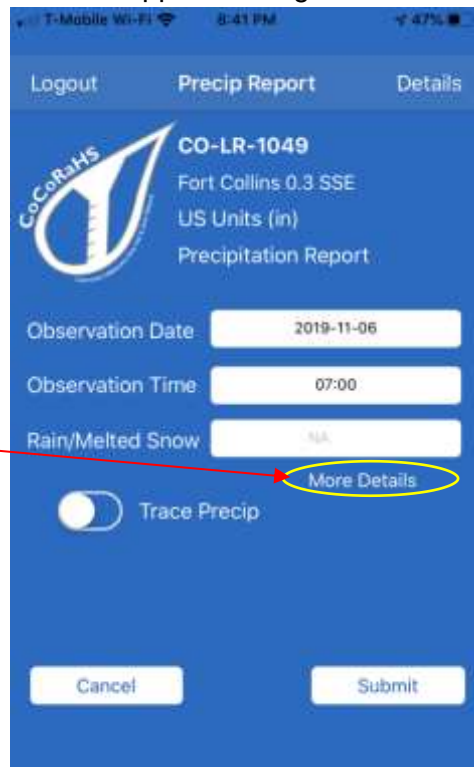 T-Mobile Wi-Fi 8:41 PM 47%
Logout Precip Report Details
CoCoRaHS
CO-LR-1049
Fort Collins 0.3 SSE
US Units (in)
Precipitation Report
Observation Date 2019-11-06
Observation Time 07:00
Rain/Melted Snow NA
More Details
Trace Precip
Cancel Submit